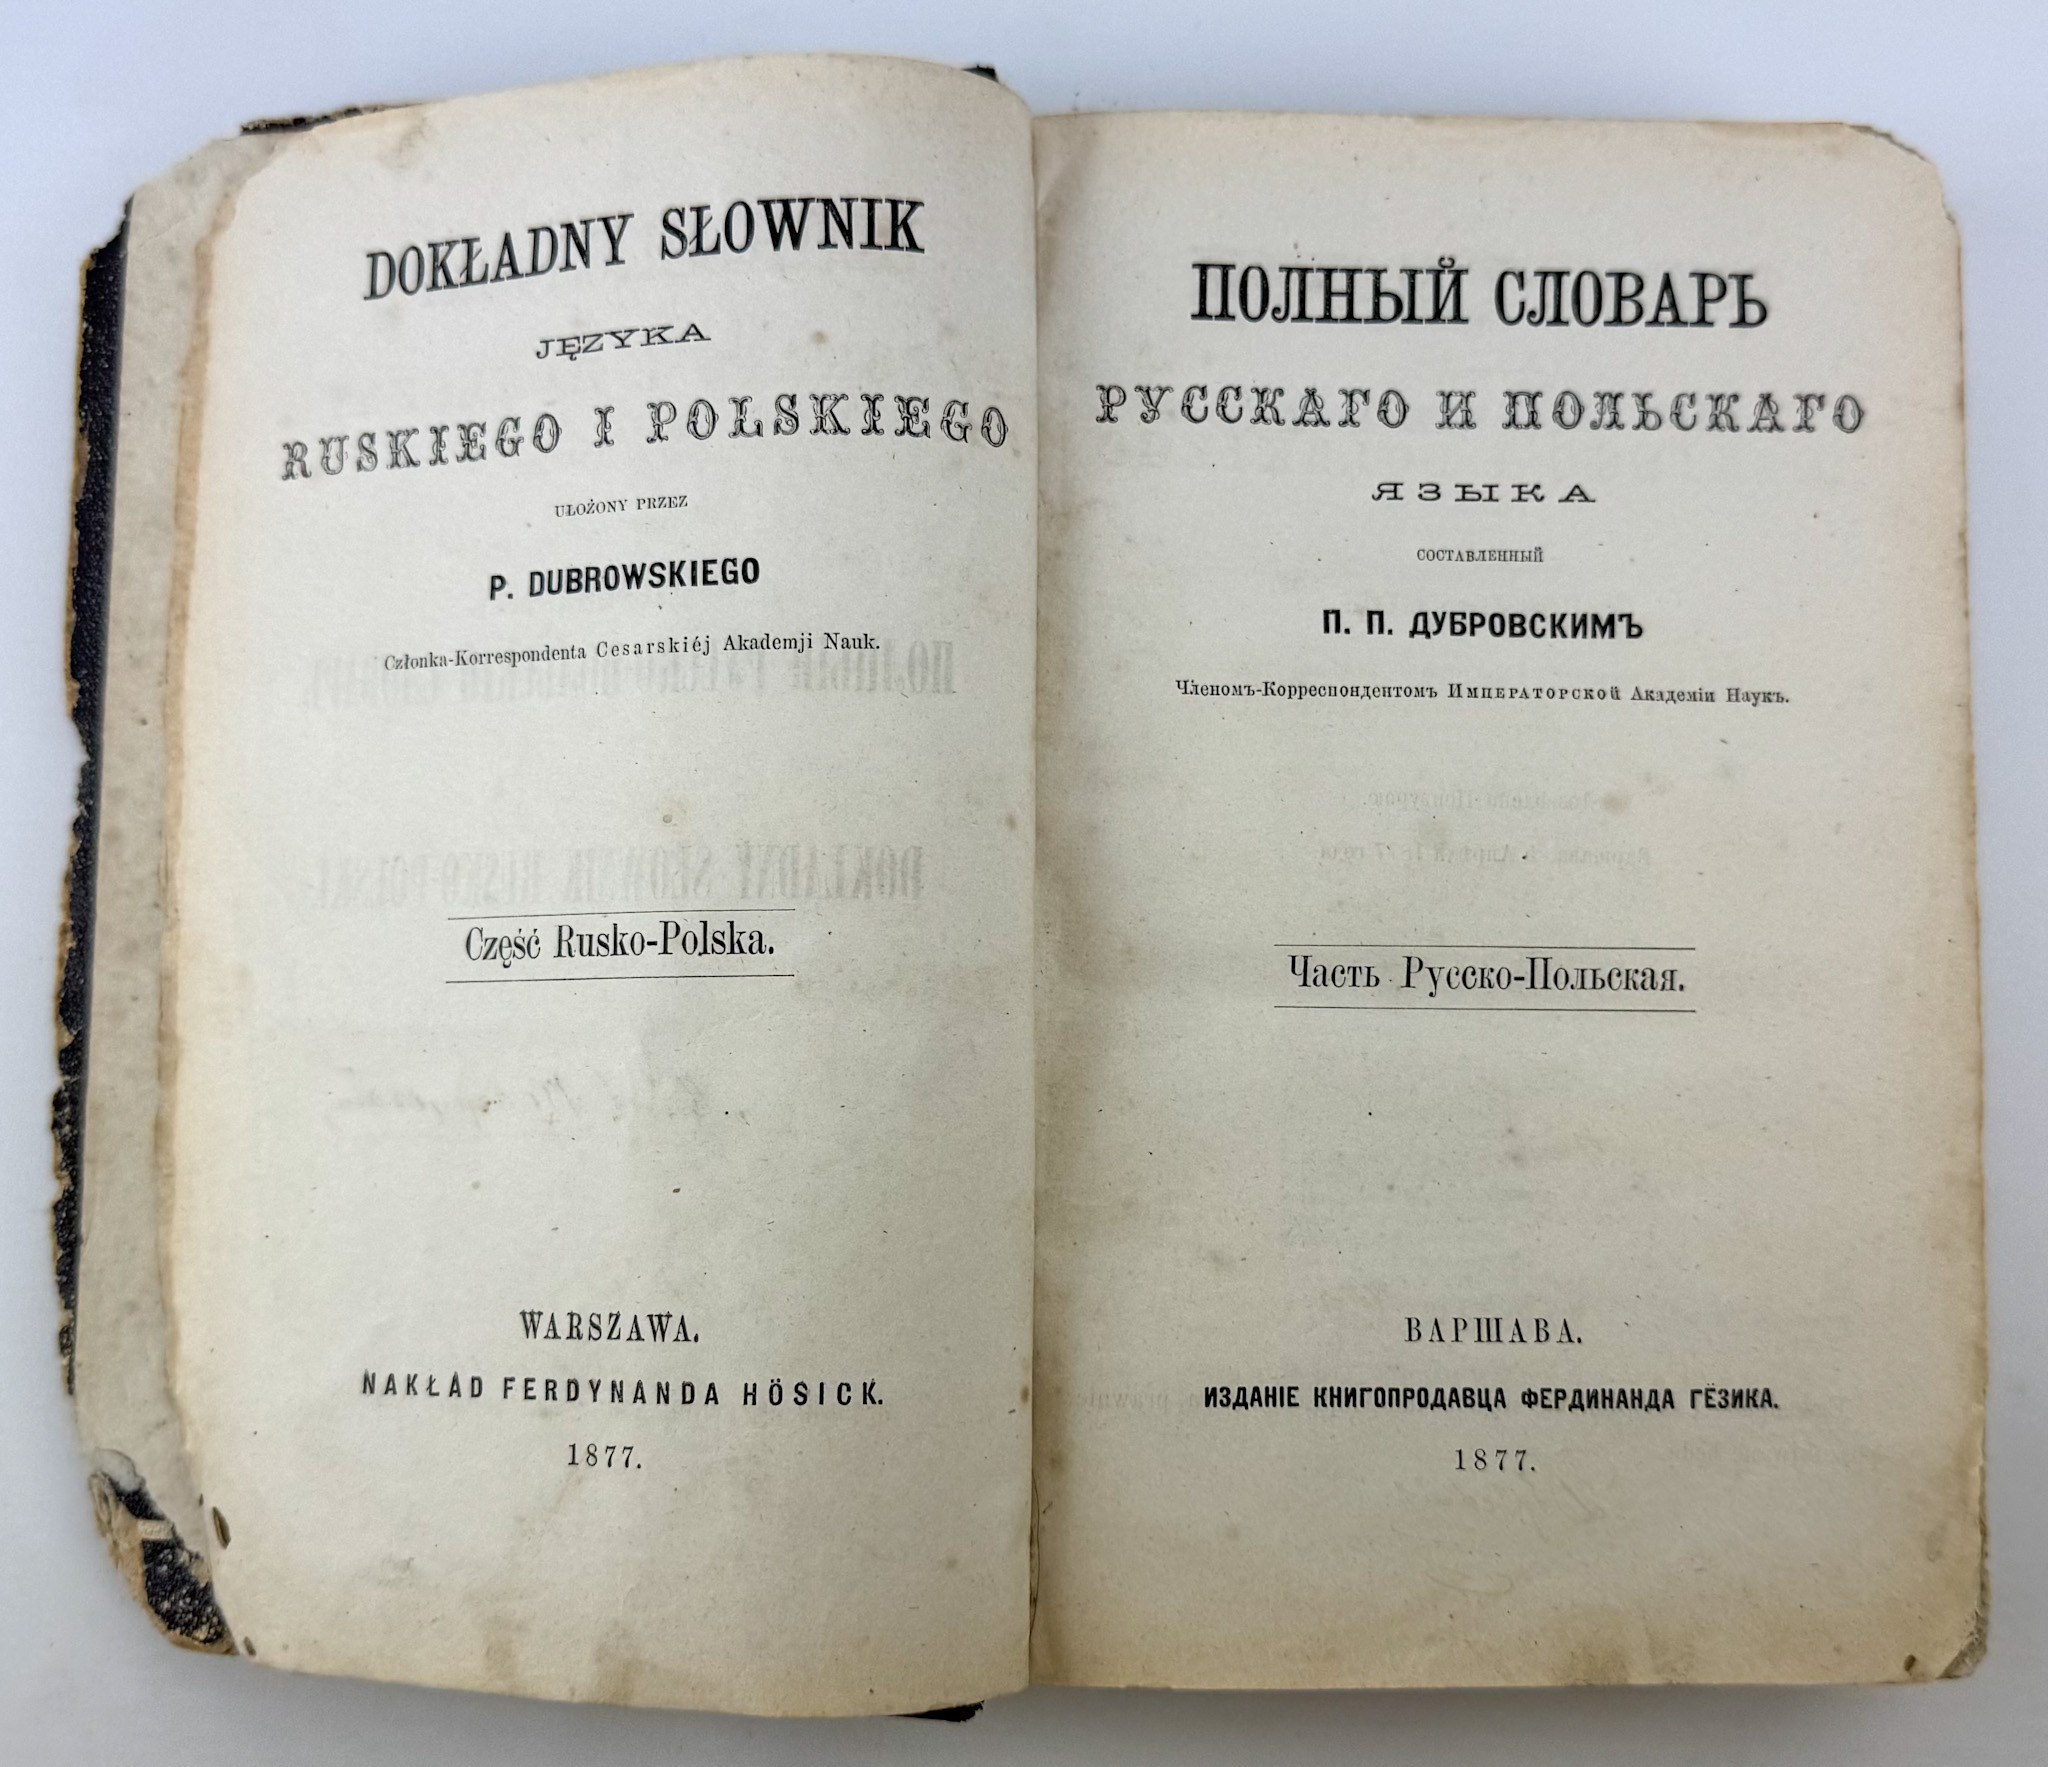 DOKŁADNY SŁOWNIK
JĘZYKA
RUSKIEGO I POLSKIEGO
UŁOŻONY PRZEZ
P. DUBROWSKIEGO
Członka-Korrespondenta Cesarskiéj Akademji Nauk.
Część Rusko-Polska.
WARSZAWA.
NAKŁAD FERDYNANDA HÖSICK.
1877.
ПОЛНЫЙ СЛОВАРЬ
РУССКАГО И ПОЛЬСКАГО
ЯЗЫКА
СОСТАВЛЕННЫЙ
П. П. ДУБРОВСКИМЪ
Членомъ-Корреспондентомъ Императорской Академіи Наукъ.
Часть Русско-Польская.
ВАРШАВА.
ИЗДАНІЕ КНИГОПРОДАВЦА ФЕРДИНАНДА ГЁЗИКА.
1877.